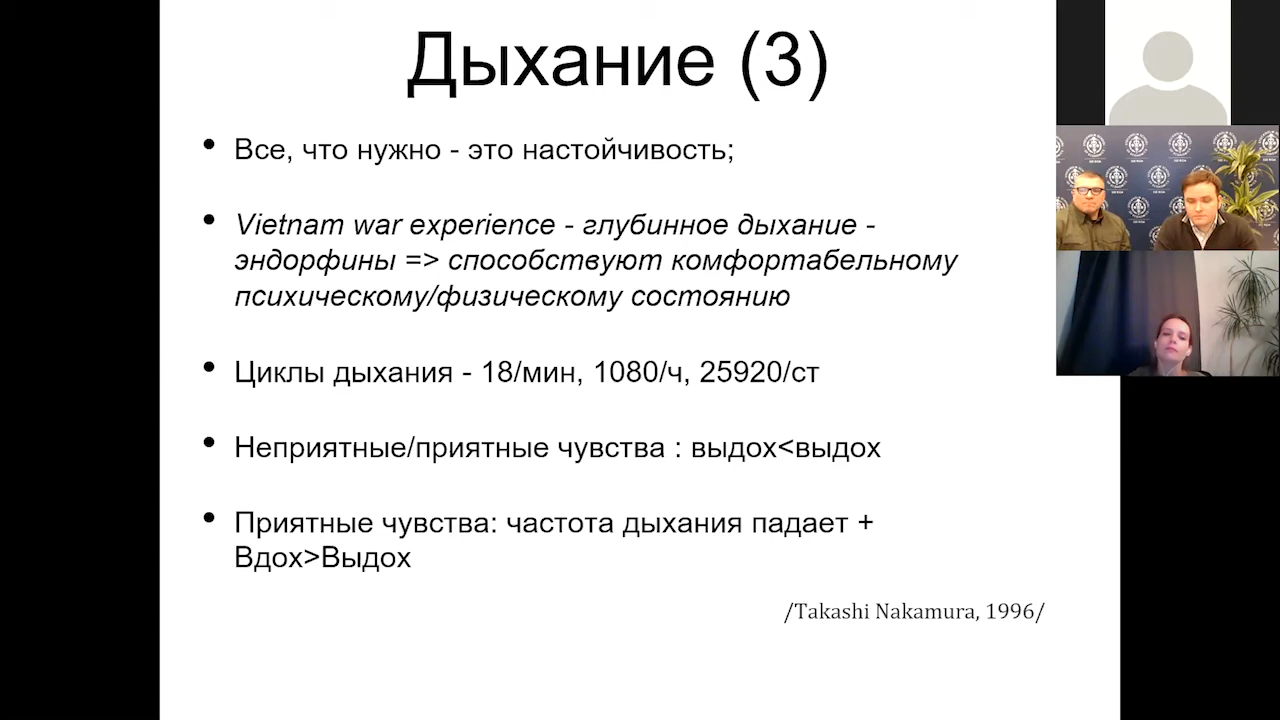 Дыхание (3)
Все, что нужно - это настойчивость;
Vietnam war experience - глубинное дыхание -
эндорфины => способствуют комфортабельному
психическому/физическому состоянию
Циклы дыхания - 18/мин, 1080/ч, 25920/ст
Неприятные/приятные чувства : выдох<выдох
Приятные чувства: частота дыхания падает +
Вдох>Выдох
/Takashi Nakamura, 1996/